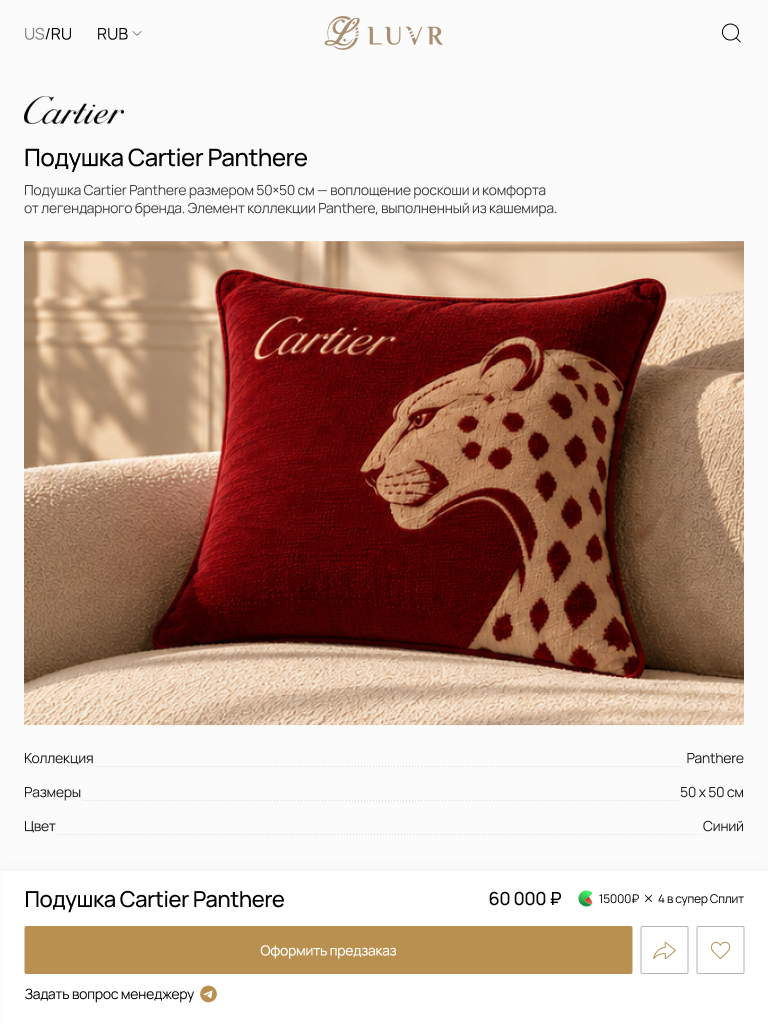 US/RU RUB LUVR
Cartier
Подушка Cartier Panthere
Подушка Cartier Panthere размером 50×50 см — воплощение роскоши и комфорта
от легендарного бренда. Элемент коллекции Panthere, выполненный из кашемира.
Cartier
Коллекция Panthere
Размеры 50 x 50 см
Цвет Синий
Подушка Cartier Panthere 60 000 ₽ 15000₽ × 4 в супер Сплит
Оформить предзаказ
Задать вопрос менеджеру